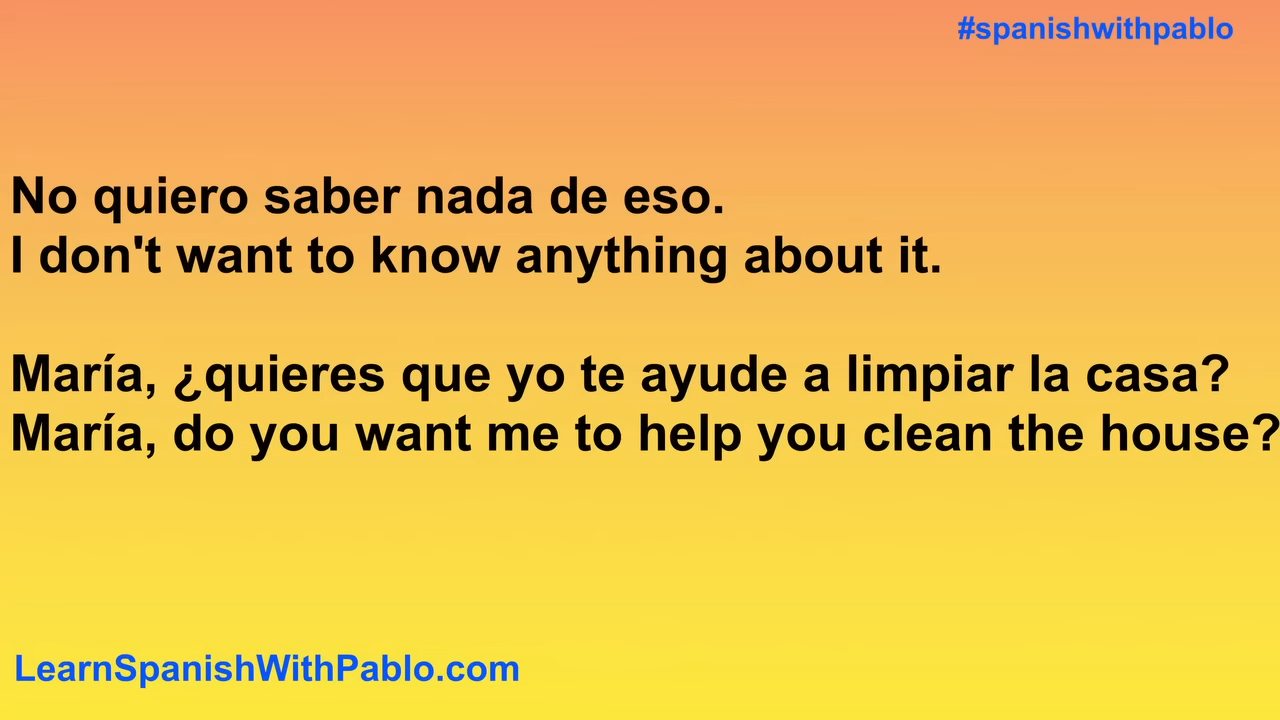 #spanishwithpablo
No quiero saber nada de eso.
I don't want to know anything about it.
María, ¿quieres que yo te ayude a limpiar la casa?
María, do you want me to help you clean the house?
LearnSpanishWithPablo.com